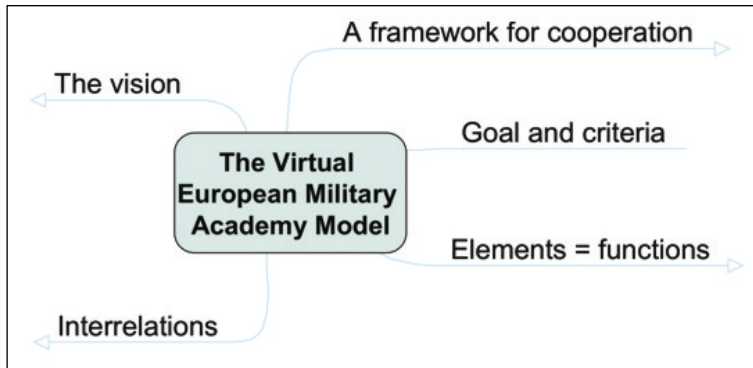 A framework for cooperation
The vision
Goal and criteria
The Virtual
European Military
Academy Model
Elements = functions
Interrelations